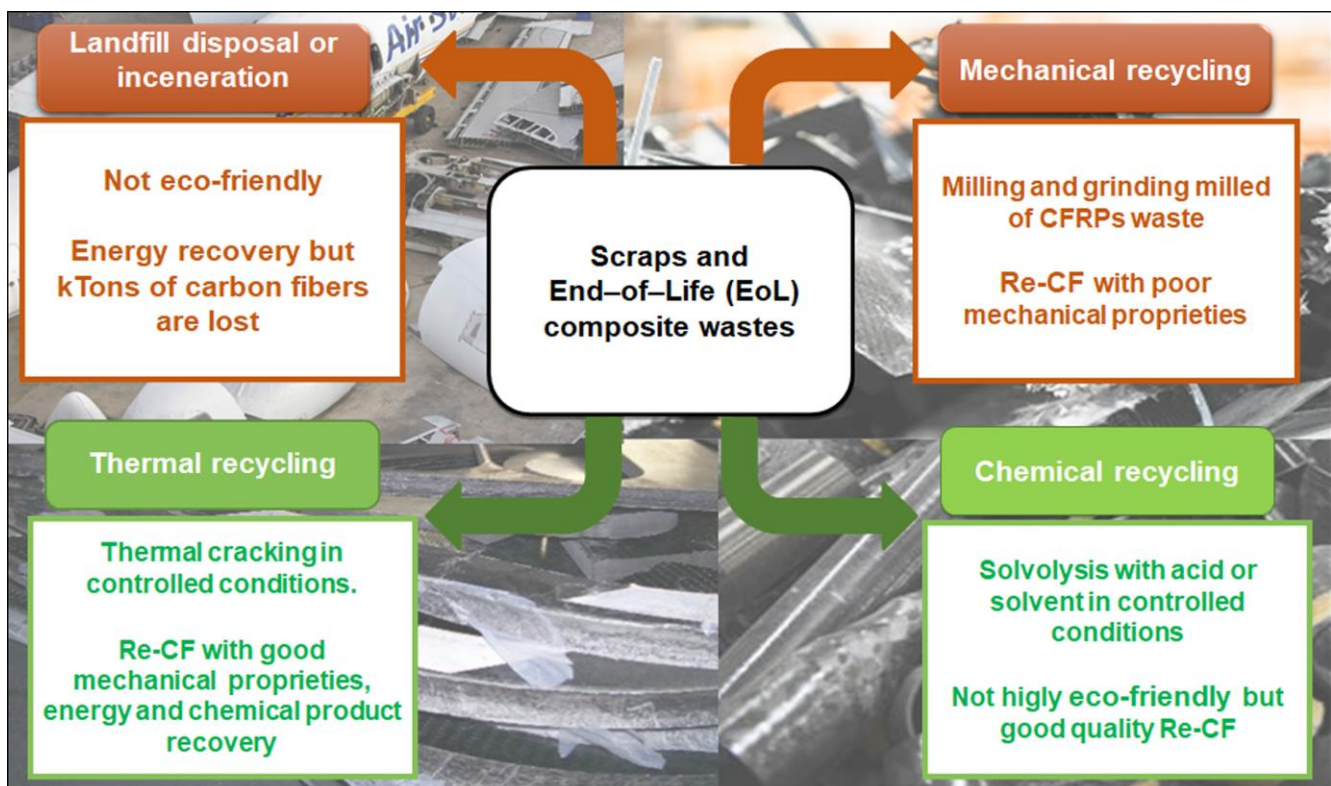 Landfill disposal or
inceneration
Air
Not eco-friendly
Energy recovery but
kTons of carbon fibers
are lost
Mechanical recycling
Milling and grinding milled
of CFRPs waste
Re-CF with poor
mechanical proprieties
Scraps and
End–of–Life (EoL)
composite wastes
Thermal recycling
Thermal cracking in
controlled conditions.
Re-CF with good
mechanical proprieties,
energy and chemical product
recovery
Chemical recycling
Solvolysis with acid or
solvent in controlled
conditions
Not higly eco-friendly but
good quality Re-CF